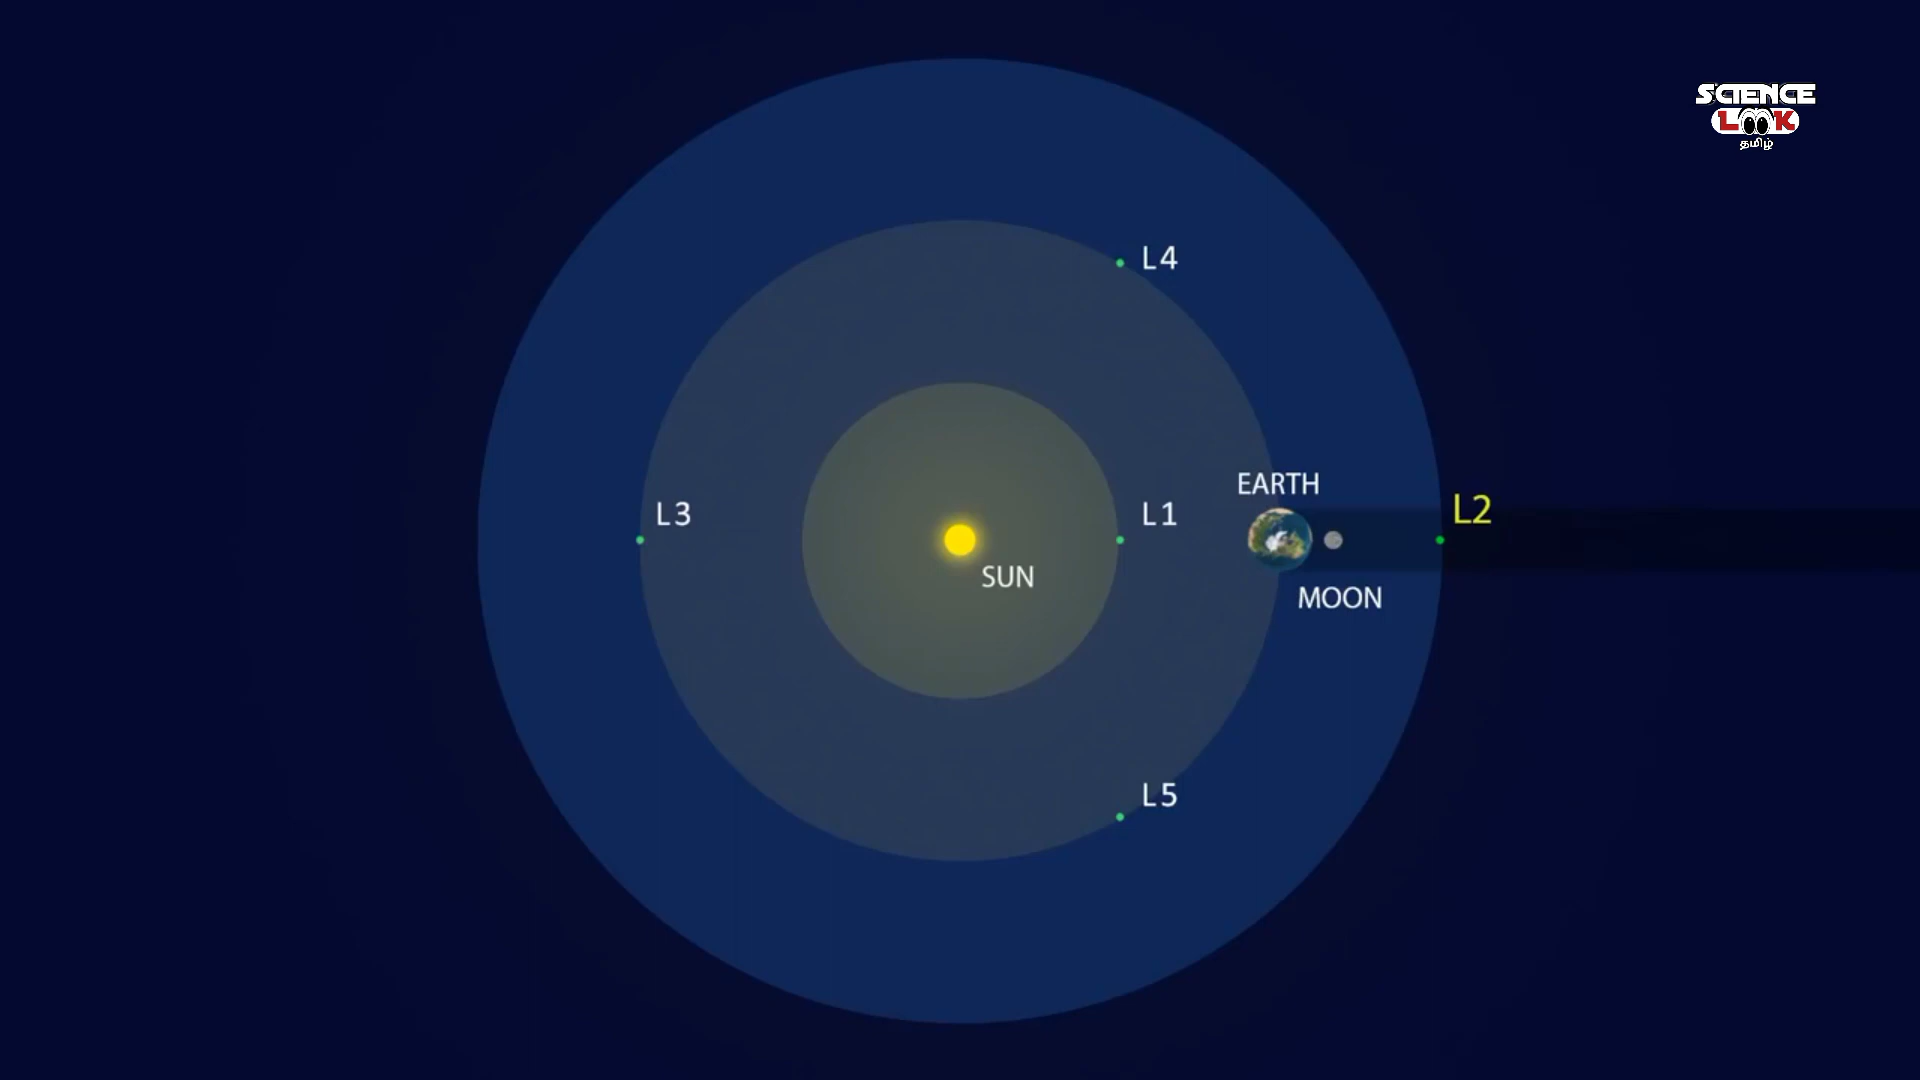 SCIENCE
LOOK
தமிழ்
L4
EARTH
L3
L1
L2
SUN
MOON
L5